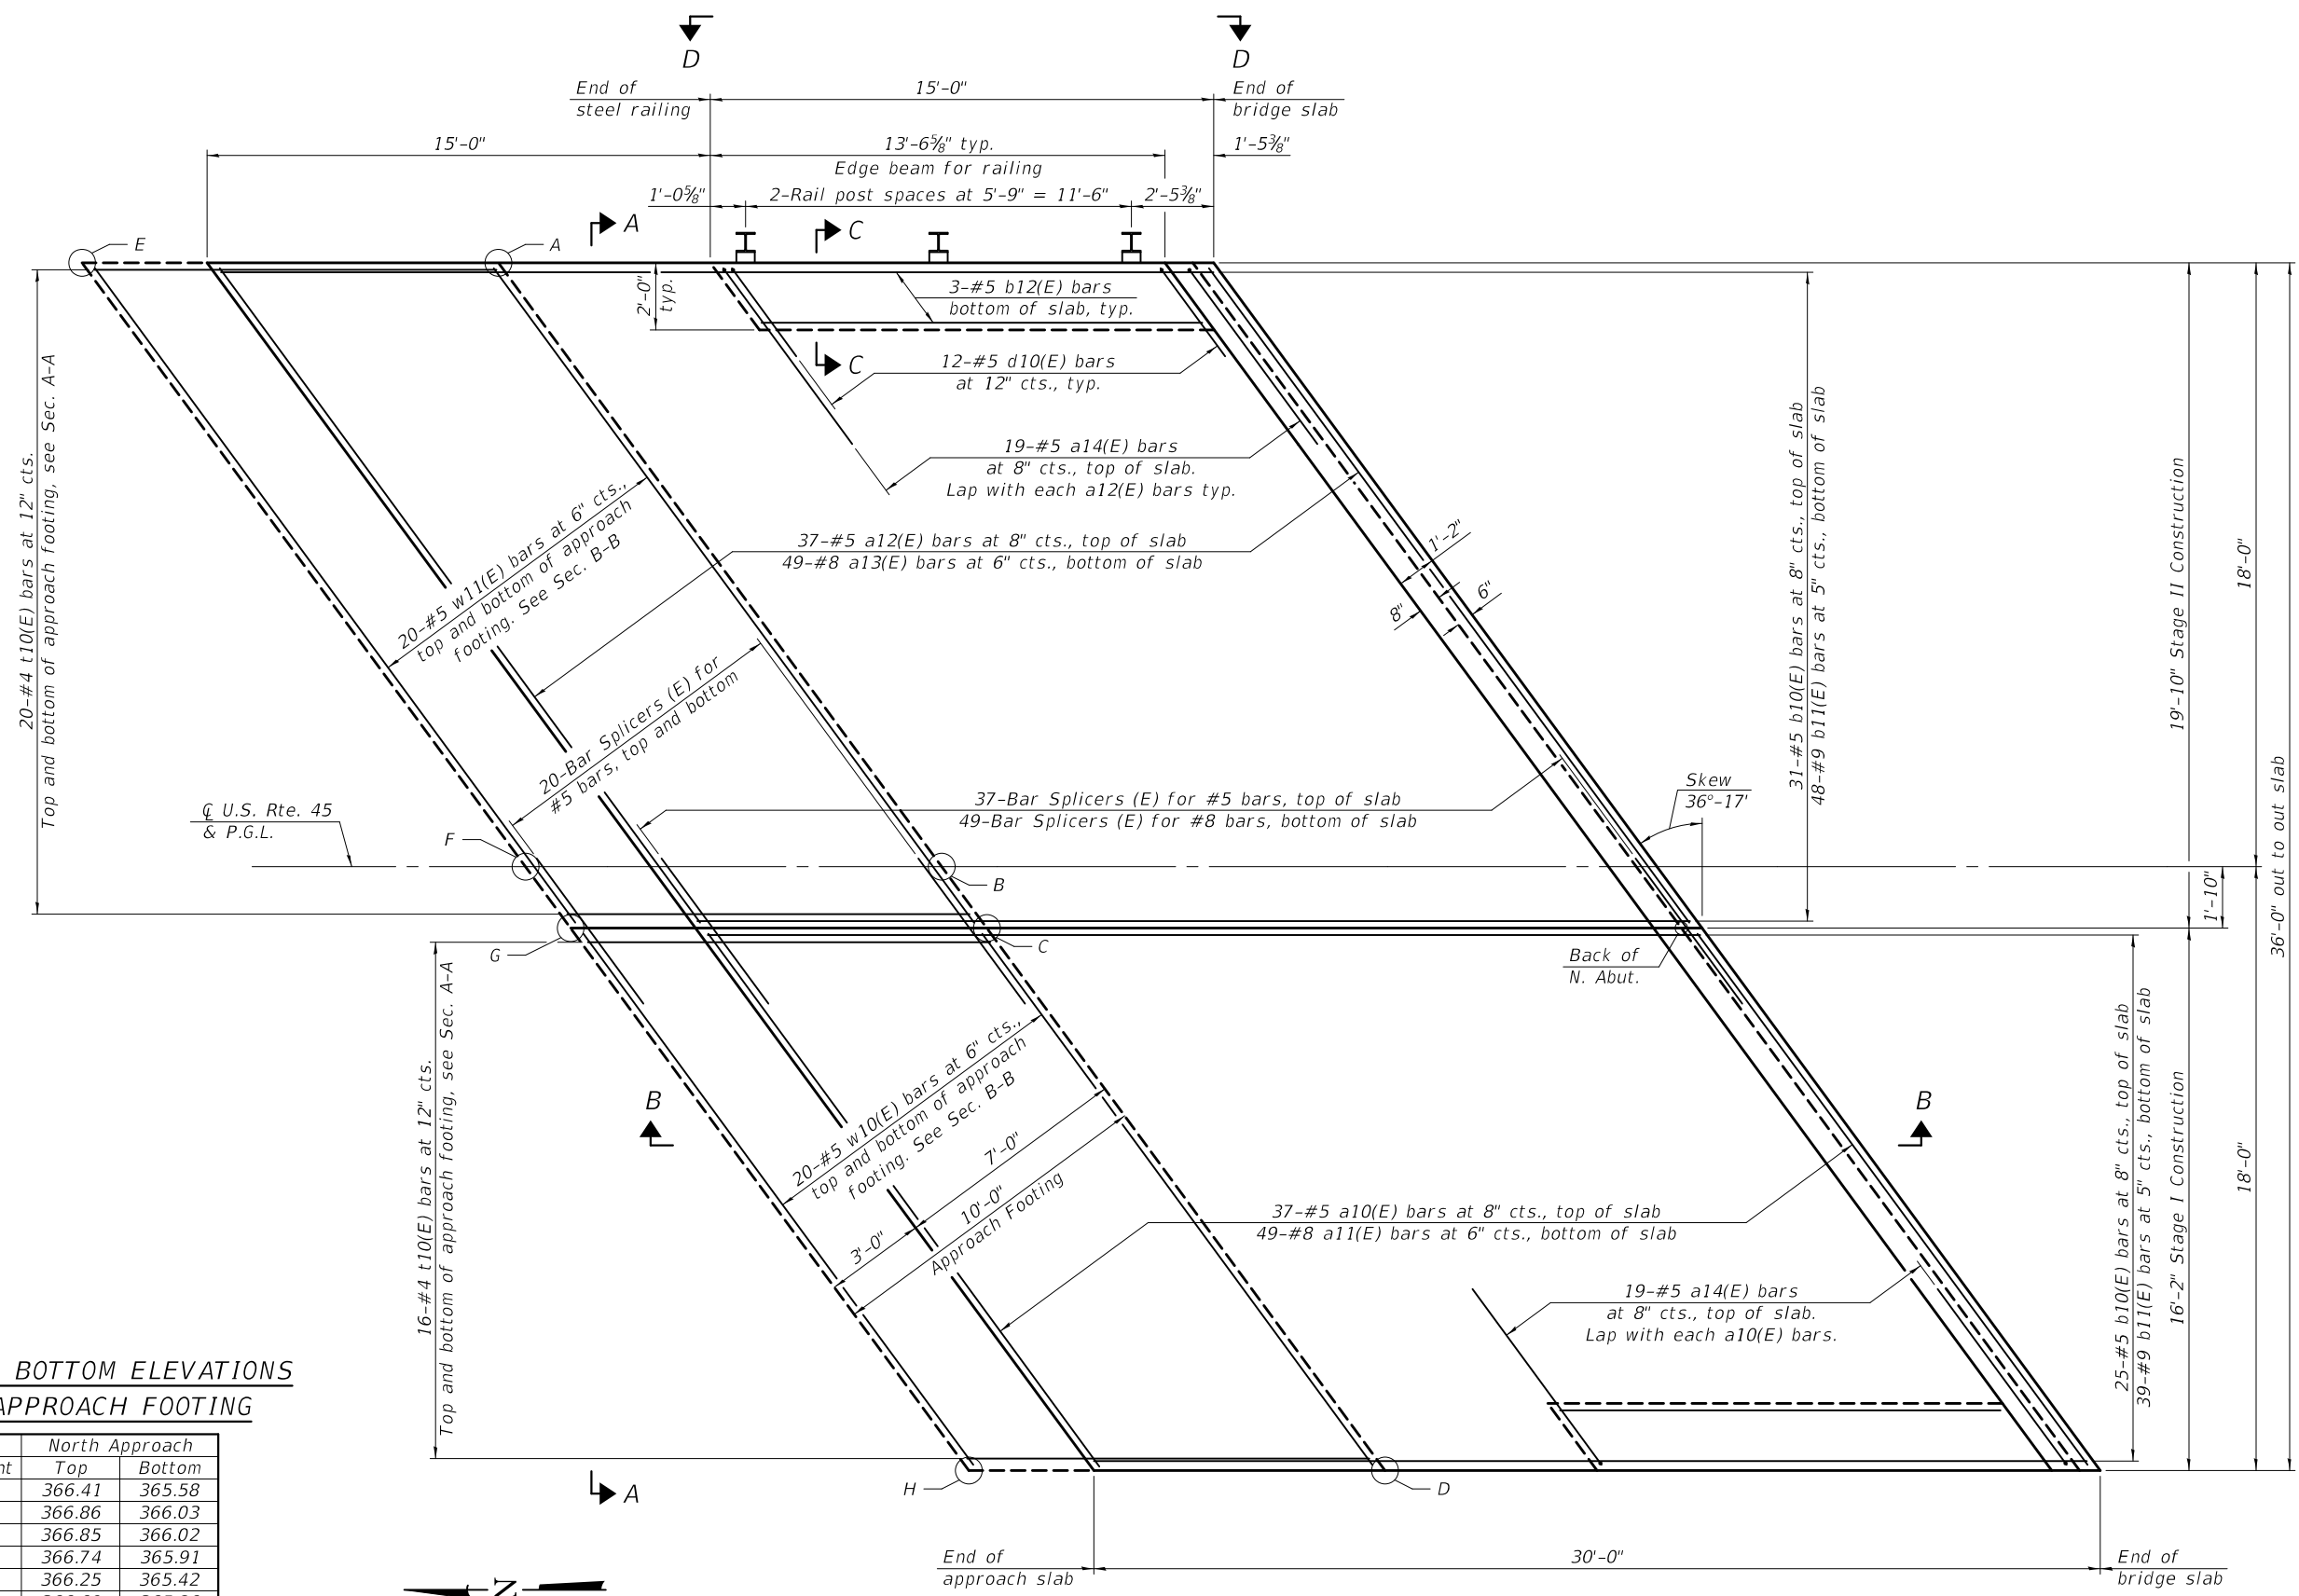 D
D
End of
steel railing
15'-0"
End of
bridge slab
15'-0"
13'-6⅝" typ.
1'-5⅜"
Edge beam for railing
1'-0⅝"
2-Rail post spaces at 5'-9" = 11'-6"
2'-5⅜"
A
C
E
A
2'-0"
typ.
3-#5 b12(E) bars
bottom of slab, typ.
C
12-#5 d10(E) bars
at 12" cts., typ.
19-#5 a14(E) bars
at 8" cts., top of slab.
Lap with each a12(E) bars typ.
20-#4 t10(E) bars at 12" cts.
Top and bottom of approach footing, see Sec. A-A
20-#5 w11(E) bars at 6" cts.,
top and bottom of approach
footing. See Sec. B-B
37-#5 a12(E) bars at 8" cts., top of slab
49-#8 a13(E) bars at 6" cts., bottom of slab
1'-2"
6"
8"
31-#5 b10(E) bars at 8" cts., top of slab
48-#9 b11(E) bars at 5" cts., bottom of slab
19'-10" Stage II Construction
18'-0"
36'-0" out to out slab
20-Bar Splicers (E) for
#5 bars, top and bottom
37-Bar Splicers (E) for #5 bars, top of slab
49-Bar Splicers (E) for #8 bars, bottom of slab
Skew
36°-17'
℄ U.S. Rte. 45
& P.G.L.
F
B
1'-10"
G
C
Back of
N. Abut.
16-#4 t10(E) bars at 12" cts.
Top and bottom of approach footing, see Sec. A-A
20-#5 w10(E) bars at 6" cts.,
top and bottom of approach
footing. See Sec. B-B
B
B
7'-0"
3'-0"
10'-0"
Approach Footing
37-#5 a10(E) bars at 8" cts., top of slab
49-#8 a11(E) bars at 6" cts., bottom of slab
19-#5 a14(E) bars
at 8" cts., top of slab.
Lap with each a10(E) bars.
25-#5 b10(E) bars at 8" cts., top of slab
39-#9 b11(E) bars at 5" cts., bottom of slab
16'-2" Stage I Construction
18'-0"
H
D
A
End of
approach slab
30'-0"
End of
bridge slab
BOTTOM ELEVATIONS
APPROACH FOOTING
North Approach
Top Bottom
366.41 365.58
366.86 366.03
366.85 366.02
366.74 365.91
366.25 365.42
N